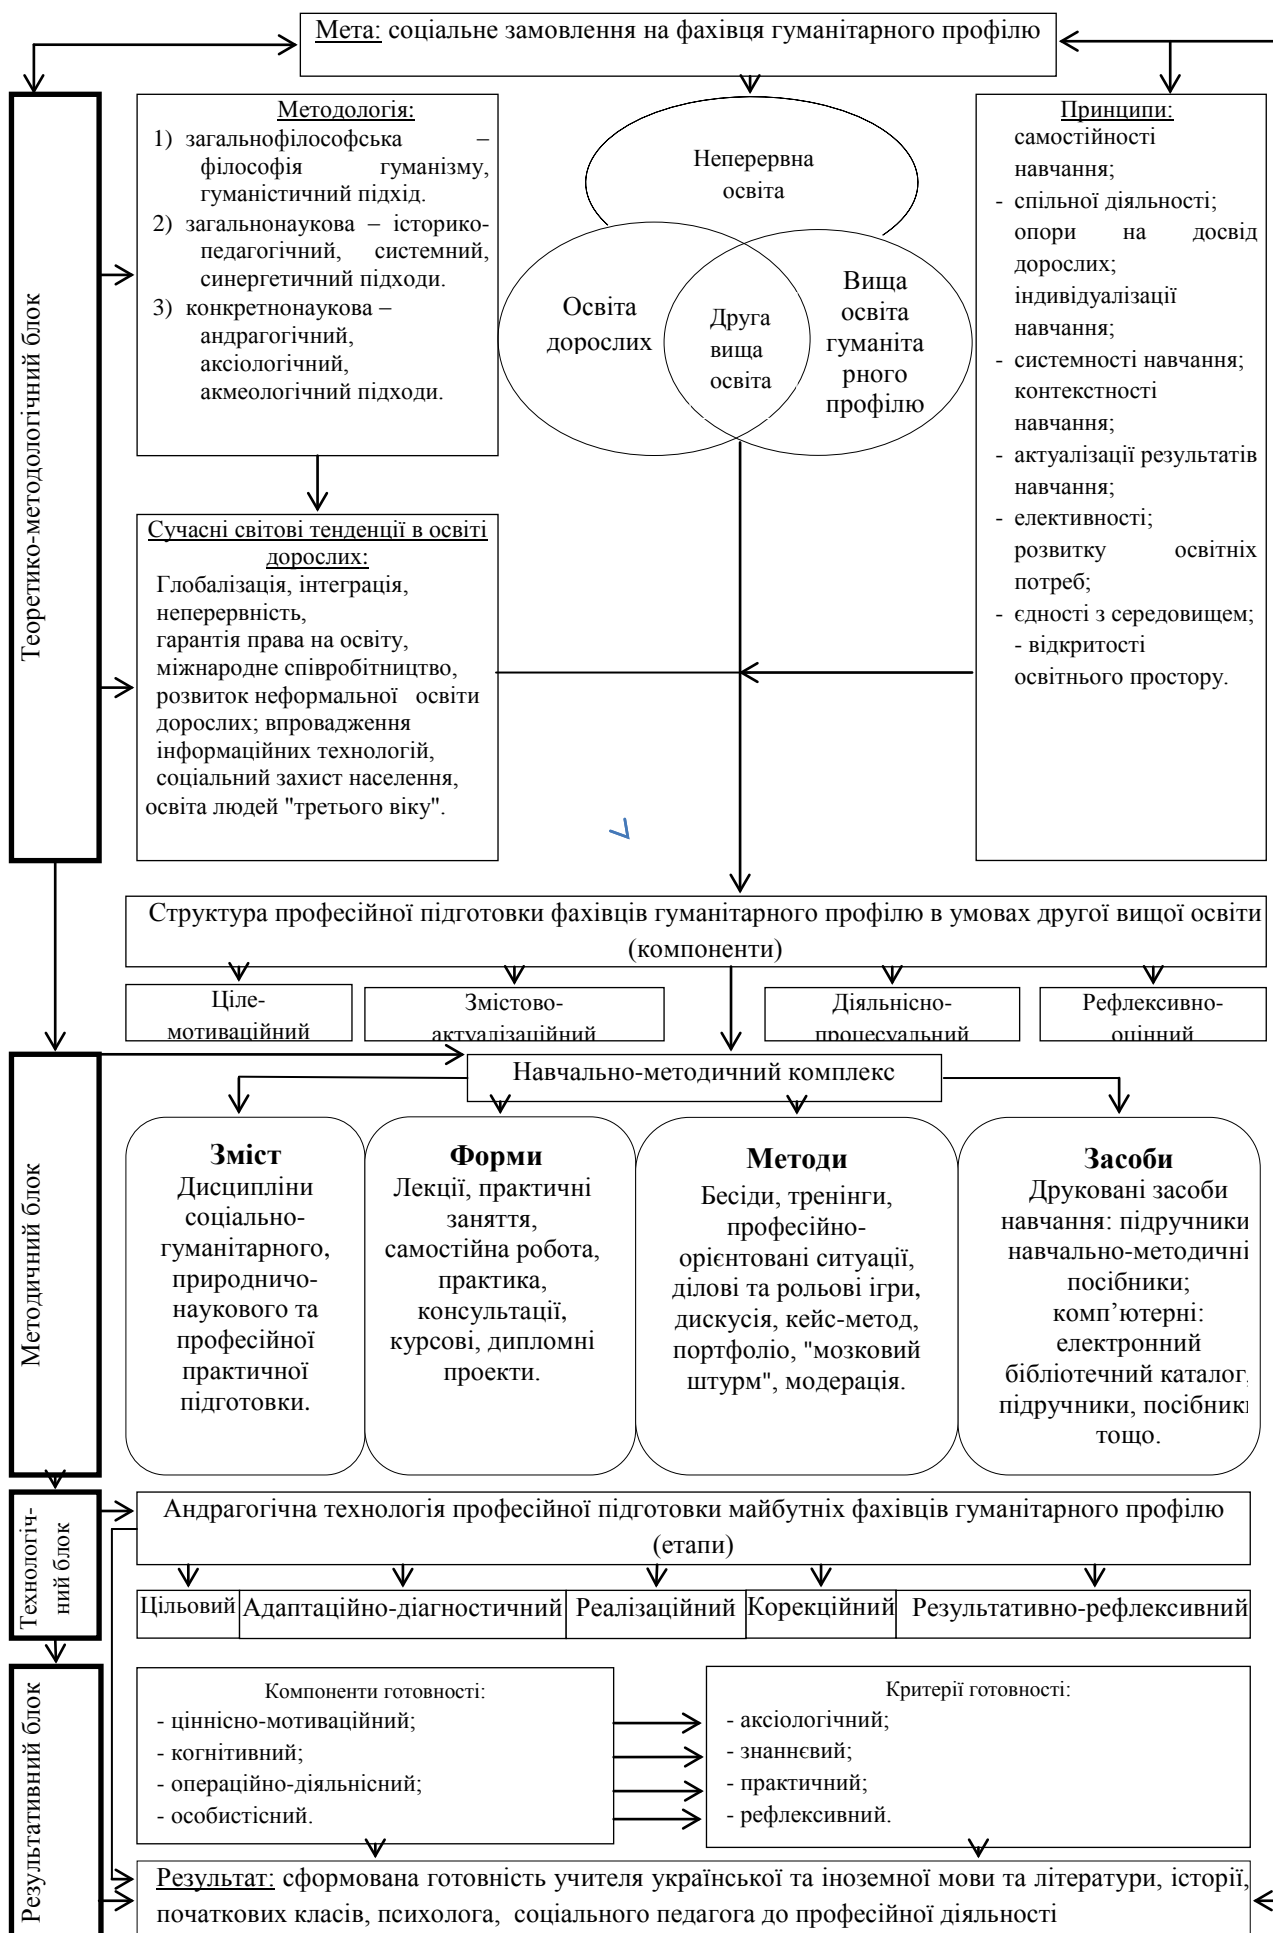 Мета: соціальне замовлення на фахівця гуманітарного профілю
Теоретико-методологічний блок
Методологія:
1) загальнофілософська –
філософія гуманізму,
гуманістичний підхід.
2) загальнонаукова – історико-
педагогічний, системний,
синергетичний підходи.
3) конкретнонаукова –
андрагогічний,
аксіологічний,
акмеологічний підходи.
Неперервна
освіта
Освіта
дорослих
Друга
вища
освіта
Вища
освіта
гуманіта
рного
профілю
Принципи:
самостійності
навчання;
- спільної діяльності;
опори на досвід
дорослих;
індивідуалізації
навчання;
- системності навчання;
контекстності
навчання;
- актуалізації результатів
навчання;
- елективності;
розвитку освітніх
потреб;
- єдності з середовищем;
- відкритості
освітнього простору.
Сучасні світові тенденції в освіті
дорослих:
Глобалізація, інтеграція,
неперервність,
гарантія права на освіту,
міжнародне співробітництво,
розвиток неформальної освіти
дорослих; впровадження
інформаційних технологій,
соціальний захист населення,
освіта людей "третього віку".
Структура професійної підготовки фахівців гуманітарного профілю в умовах другої вищої освіти
(компоненти)
Ціле-
мотиваційний
Змістово-
актуалізаційний
Діяльнісно-
процесуальний
Рефлексивно-
оцінний
Методичний блок
Навчально-методичний комплекс
Зміст
Дисципліни
соціально-
гуманітарного,
природничо-
наукового та
професійної
практичної
підготовки.
Форми
Лекції, практичні
заняття,
самостійна робота,
практика,
консультації,
курсові, дипломні
проекти.
Методи
Бесіди, тренінги,
професійно-
орієнтовані ситуації,
ділові та рольові ігри,
дискусія, кейс-метод,
портфоліо, "мозковий
штурм", модерація.
Засоби
Друковані засоби
навчання: підручники
навчально-методичні
посібники;
комп’ютерні:
електронний
бібліотечний каталог,
підручники, посібники
тощо.
Технологіч-
ний блок
Андрагогічна технологія професійної підготовки майбутніх фахівців гуманітарного профілю
(етапи)
Цільовий
Адаптаційно-діагностичний
Реалізаційний
Корекційний
Результативно-рефлексивний
Результативний блок
Компоненти готовності:
- ціннісно-мотиваційний;
- когнітивний;
- операційно-діяльнісний;
- особистісний.
Критерії готовності:
- аксіологічний;
- знаннєвий;
- практичний;
- рефлексивний.
Результат: сформована готовність учителя української та іноземної мови та літератури, історії,
початкових класів, психолога, соціального педагога до професійної діяльності